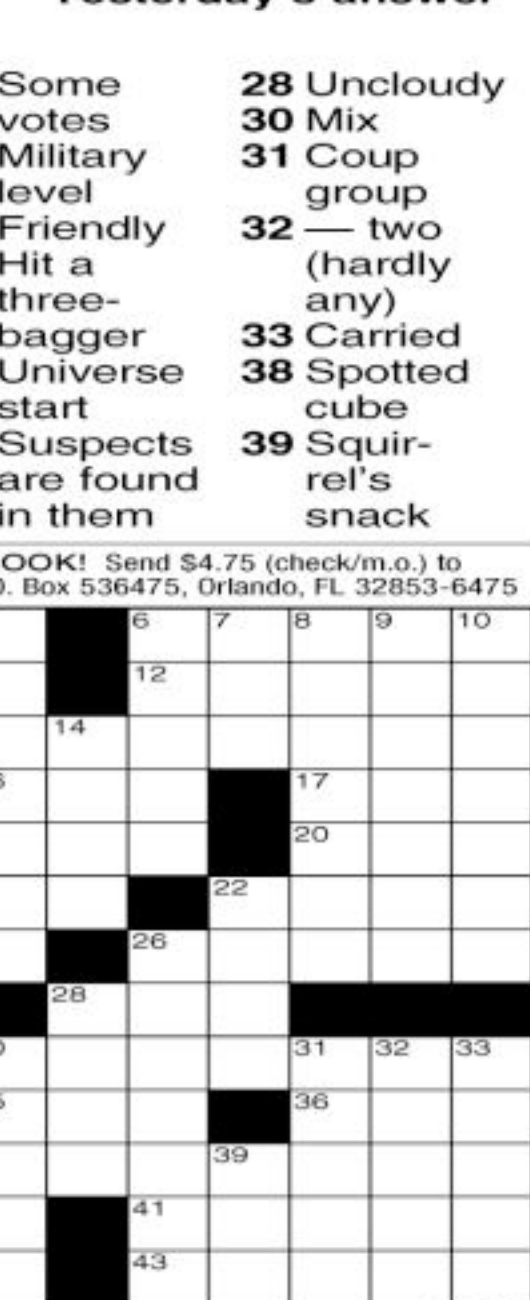 Yesterday's answer
Some
votes
Military
level
Friendly
Hit a
three-
bagger
Universe
start
Suspects
are found
in them
28 Uncloudy
30 Mix
31 Coup
group
32 — two
(hardly
any)
33 Carried
38 Spotted
cube
39 Squir-
rel's
snack
OOK! Send $4.75 (check/m.o.) to
. Box 536475, Orlando, FL 32853-6475
6 7 8 9 10
12
14
17
20
22
26
28
31 32 33
36
39
41
43